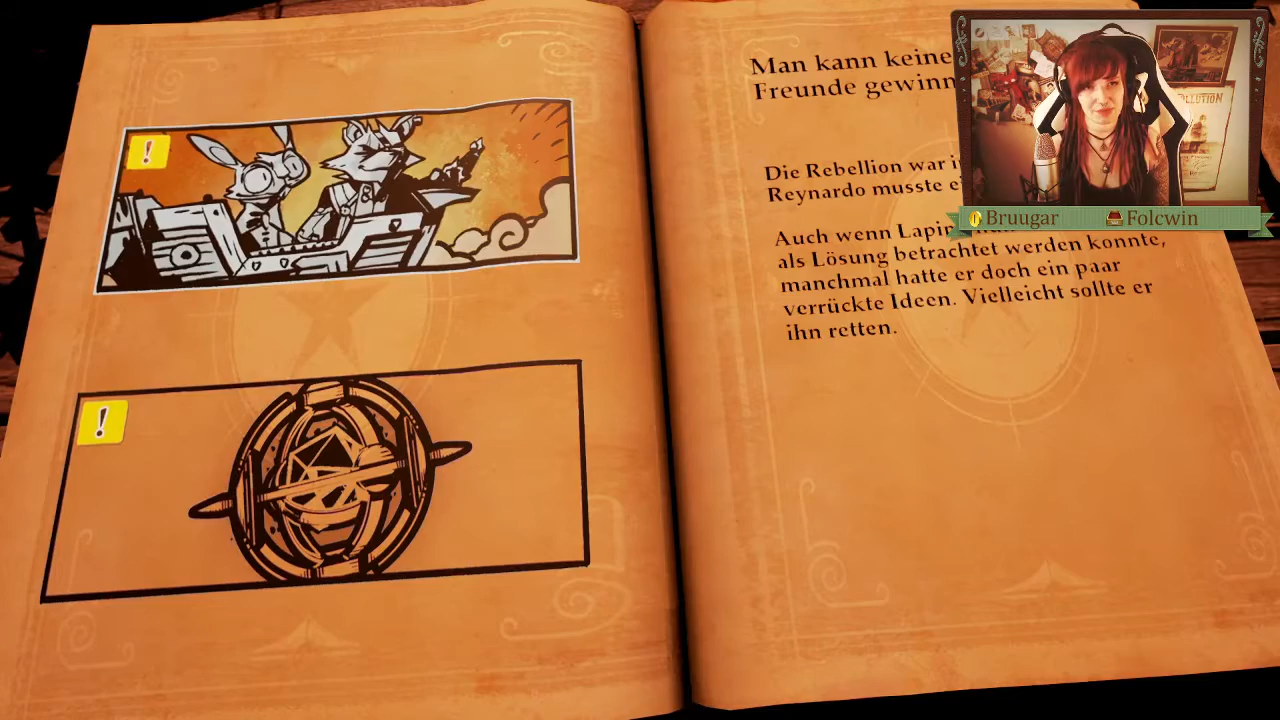 Man kann keine
Freunde gewinn
Die Rebellion war i
Reynardo musste ei
Auch wenn Lapin
als Lösung betrachtet werden konnte,
manchmal hatte er doch ein paar
verrückte Ideen. Vielleicht sollte er
ihn retten.
Bruugar
Folcwin